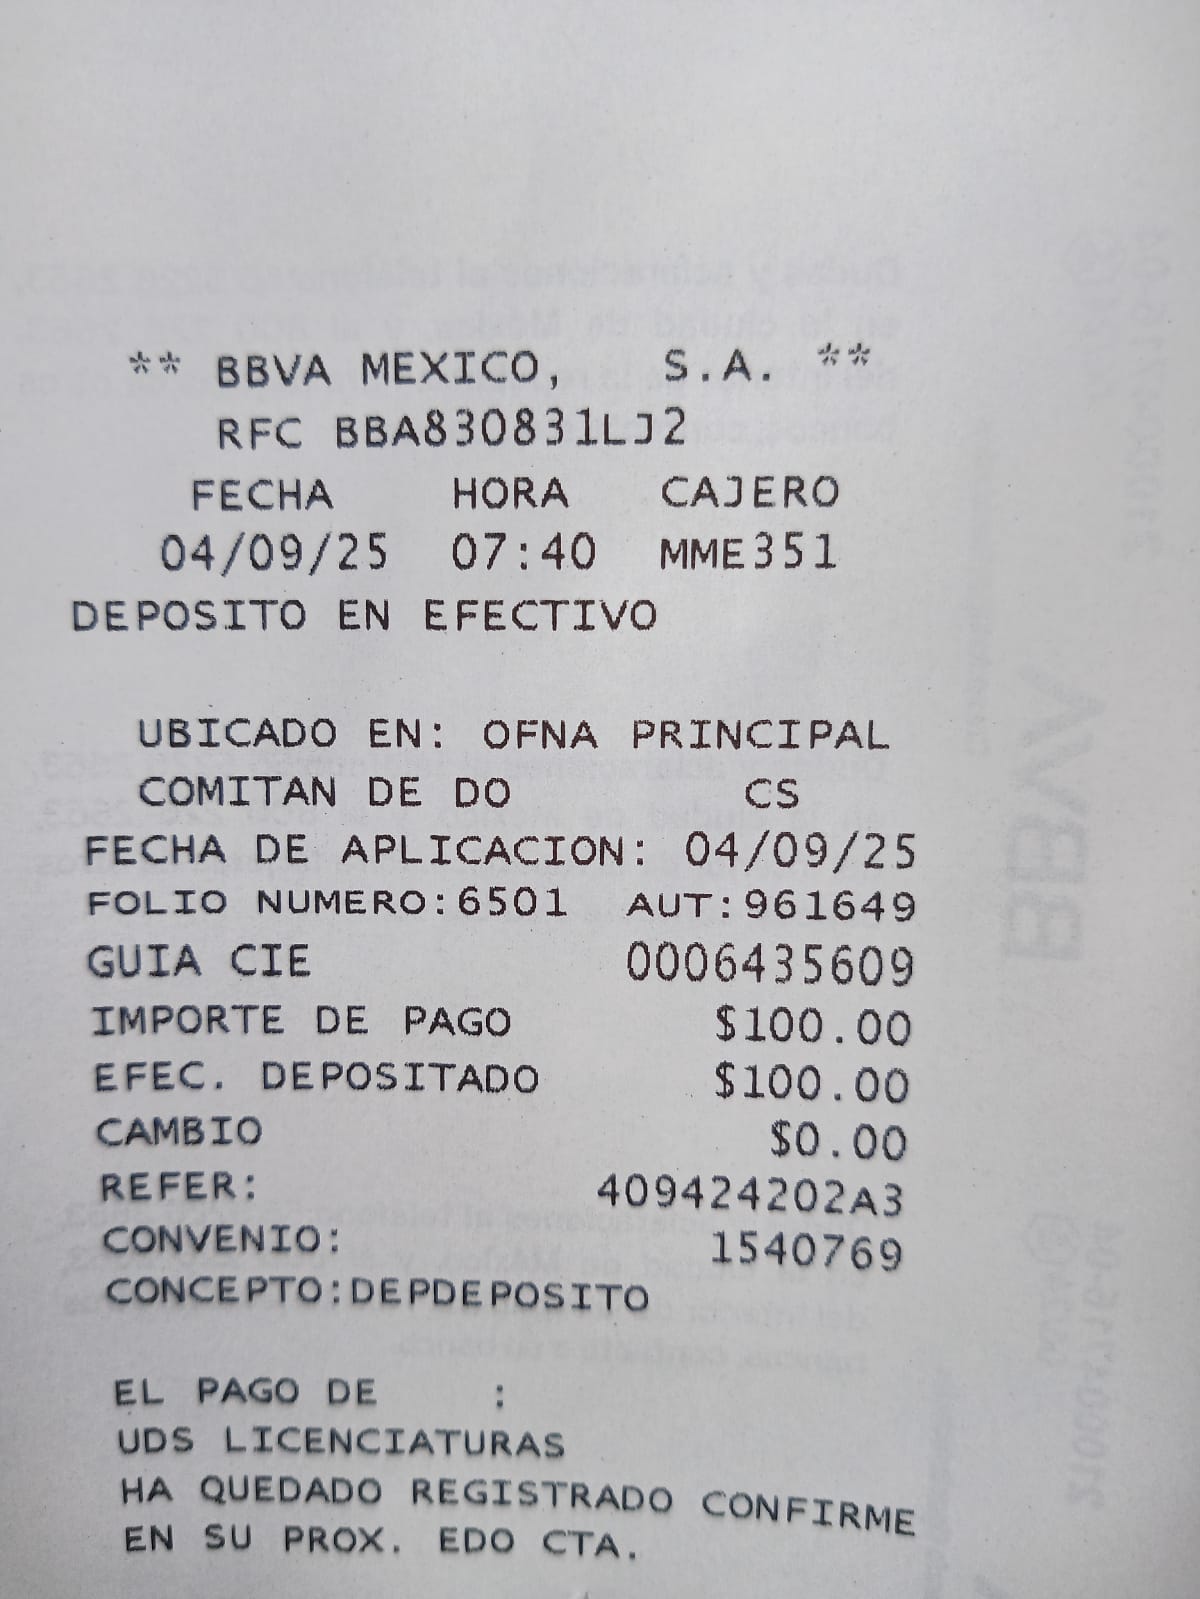 ** BBVA MEXICO, S.A. **
RFC BBA830831LJ2
FECHA HORA CAJERO
04/09/25 07:40 MME351
DEPOSITO EN EFECTIVO
UBICADO EN: OFNA PRINCIPAL
COMITAN DE DO CS
FECHA DE APLICACION: 04/09/25
FOLIO NUMERO:6501 AUT:961649
GUIA CIE 0006435609
IMPORTE DE PAGO $100.00
EFEC. DEPOSITADO $100.00
CAMBIO $0.00
REFER: 409424202A3
CONVENIO: 1540769
CONCEPTO:DEPDEPOSITO
EL PAGO DE :
UDS LICENCIATURAS
HA QUEDADO REGISTRADO CONFIRME
EN SU PROX. EDO CTA.
BBVA